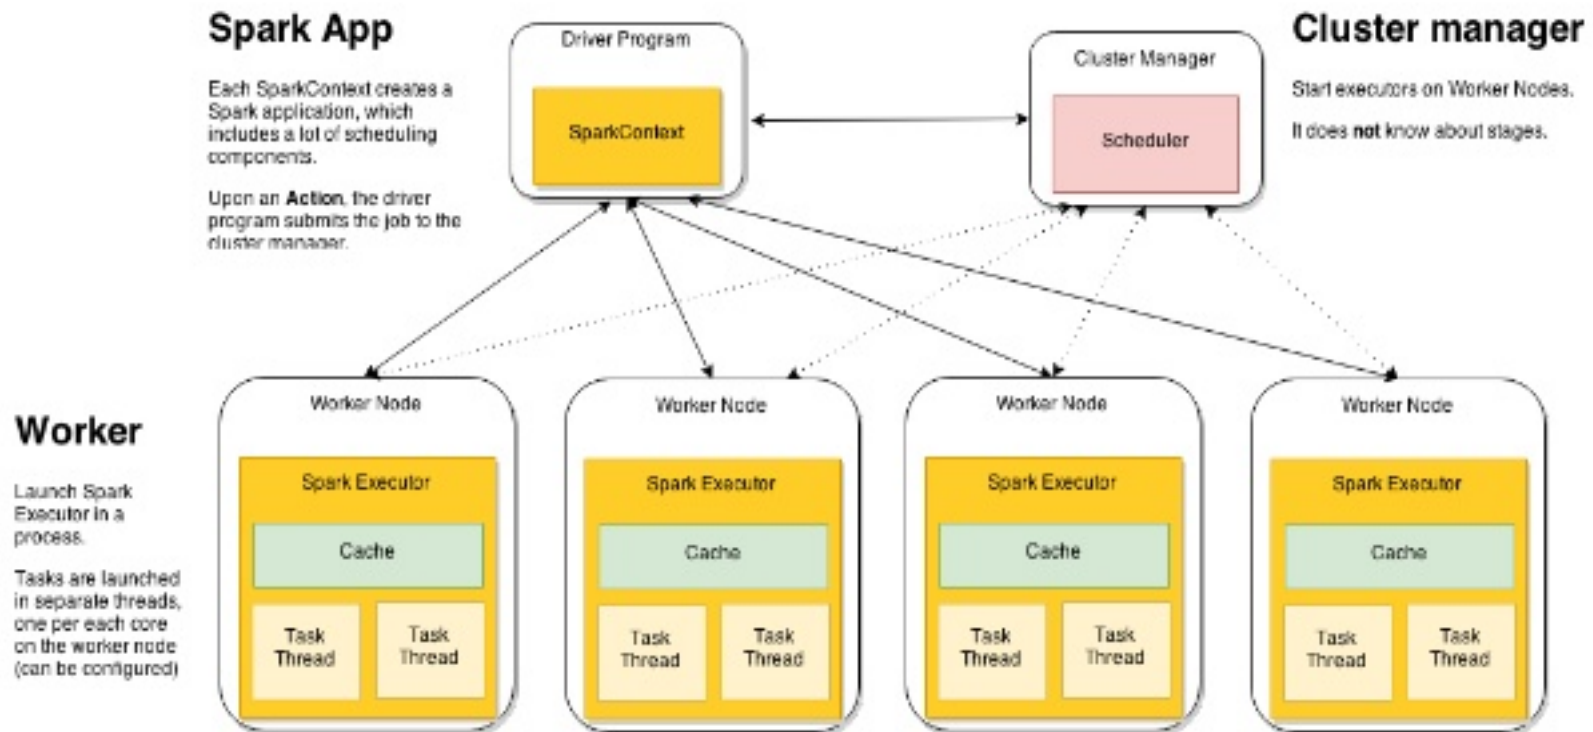 Spark App
Each SparkContext creates a
Spark application, which
includes a lot of scheduling
components.
Upon an Action, the driver
program submits the job to the
cluster manager.
Driver Program
SparkContext
Cluster Manager
Scheduler
Cluster manager
Start executors on Worker Nodes.
It does not know about stages.
Worker
Launch Spark
Executor in a
process.
Tasks are launched
in separate threads,
one per each core
on the worker node
(can be configured)
Worker Node
Spark Executor
Cache
Task
Thread
Task
Thread
Worker Node
Spark Executor
Cache
Task
Thread
Task
Thread
Worker Node
Spark Executor
Cache
Task
Thread
Task
Thread
Worker Node
Spark Executor
Cache
Task
Thread
Task
Thread